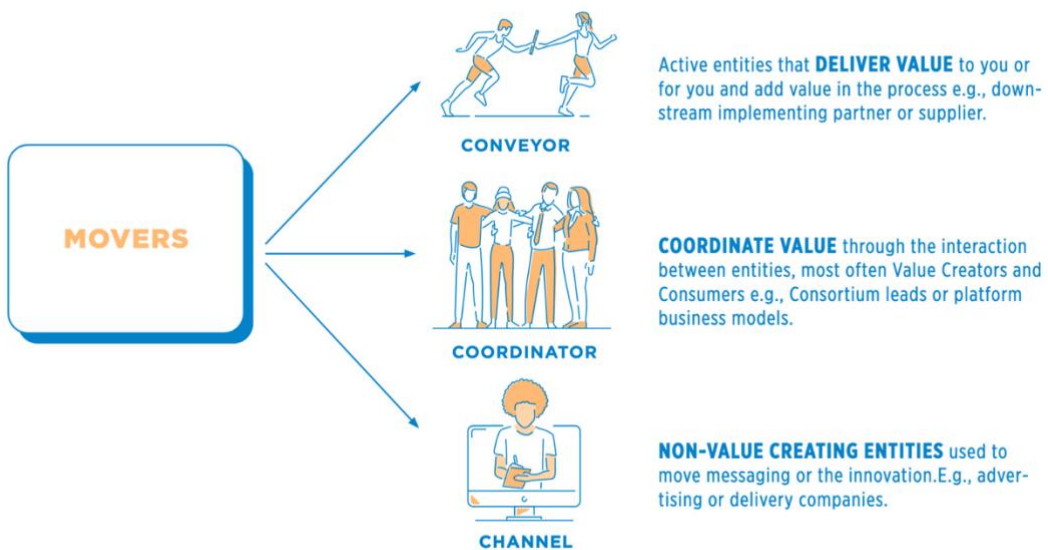 MOVERS
CONVEYOR
Active entities that DELIVER VALUE to you or
for you and add value in the process e.g., down-
stream implementing partner or supplier.
COORDINATOR
COORDINATE VALUE through the interaction
between entities, most often Value Creators and
Consumers e.g., Consortium leads or platform
business models.
CHANNEL
NON-VALUE CREATING ENTITIES used to
move messaging or the innovation.E.g., adver-
tising or delivery companies.